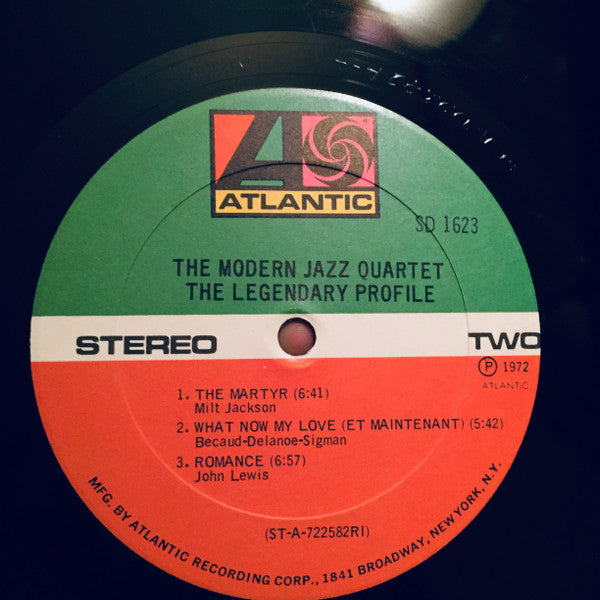 A
ATLANTIC
SD 1623
THE MODERN JAZZ QUARTET
THE LEGENDARY PROFILE
STEREO
TWO
Ⓟ 1972
ATLANTIC
1. THE MARTYR (6:41)
Milt Jackson
2. WHAT NOW MY LOVE (ET MAINTENANT) (5:42)
Becaud-Delanoe-Sigman
3. ROMANCE (6:57)
John Lewis
(ST-A-722582RI)
MFG. BY ATLANTIC RECORDING CORP., 1841 BROADWAY, NEW YORK, N.Y.